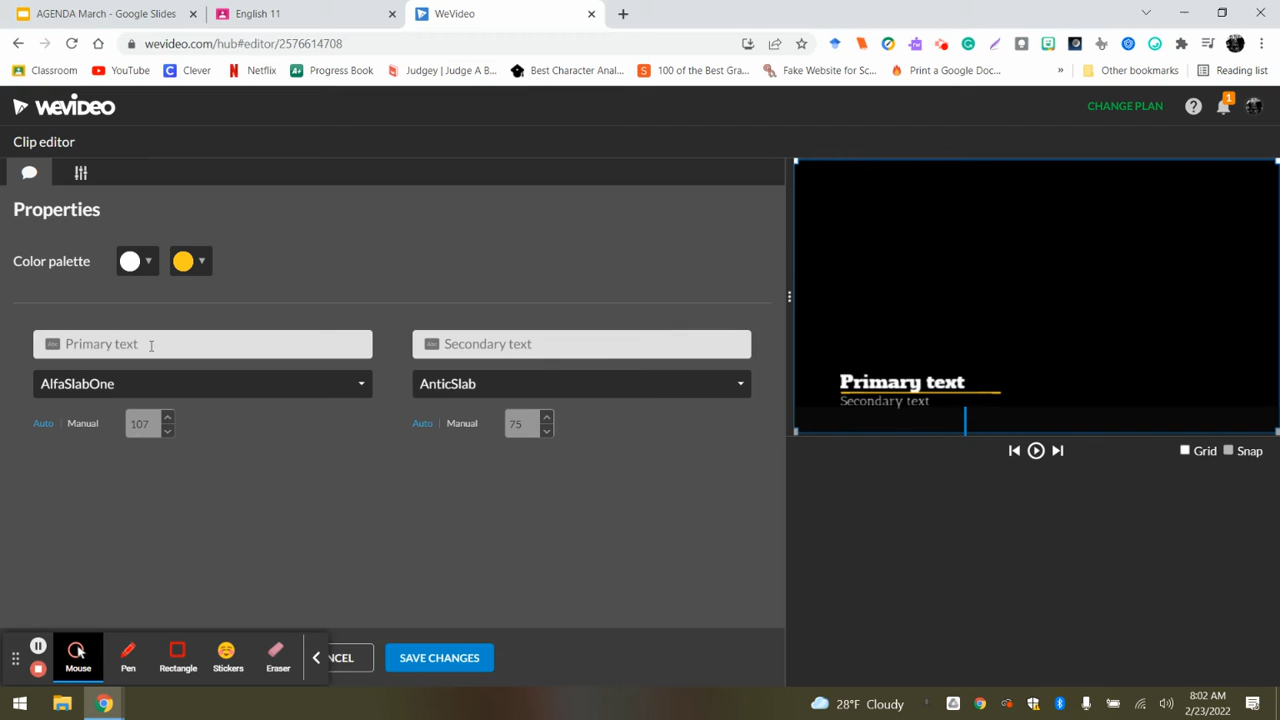 AGENDA March - Google Slides
English 11
WeVideo
wevideo.com/hub#editor/2576614708
Classroom
YouTube
Clever
Netflix
Progress Book
Judgey | Judge A B...
Best Character Anal...
100 of the Best Gra...
Fake Website for Sc...
Print a Google Doc...
Other bookmarks
Reading list
WEVIDEO
CHANGE PLAN
1
Clip editor
Properties
Color palette
Abc Primary text
Abc Secondary text
AlfaSlabOne
AnticSlab
Auto | Manual 107
Auto | Manual 75
Primary text
Secondary text
Grid
Snap
Mouse
Pen
Rectangle
Stickers
Eraser
NCEL
SAVE CHANGES
28°F Cloudy
8:02 AM
2/23/2022